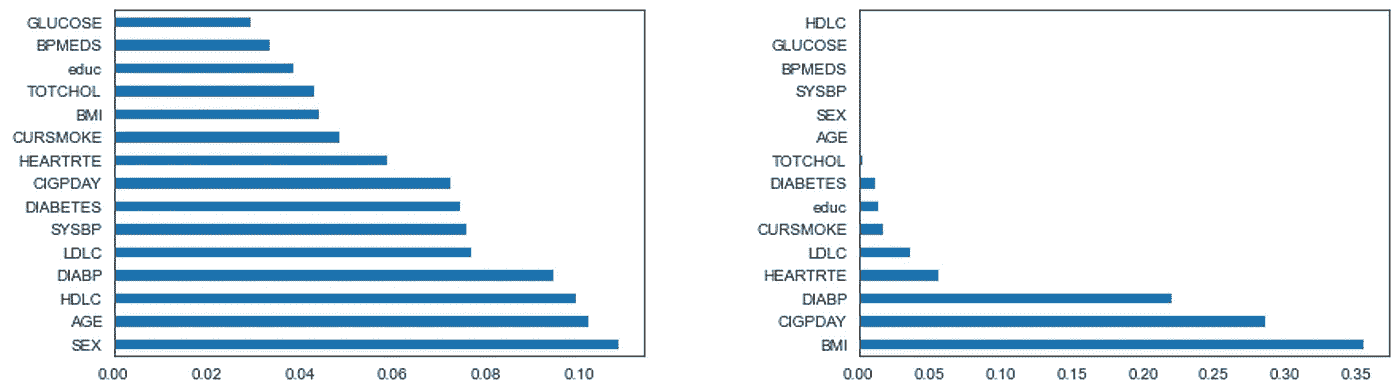 GLUCOSE
BPMEDS
educ
TOTCHOL
BMI
CURSMOKE
HEARTRTE
CIGPDAY
DIABETES
SYSBP
LDLC
DIABP
HDLC
AGE
SEX
0.00 0.02 0.04 0.06 0.08 0.10
HDLC
GLUCOSE
BPMEDS
SYSBP
SEX
AGE
TOTCHOL
DIABETES
educ
CURSMOKE
LDLC
HEARTRTE
DIABP
CIGPDAY
BMI
0.00 0.05 0.10 0.15 0.20 0.25 0.30 0.35